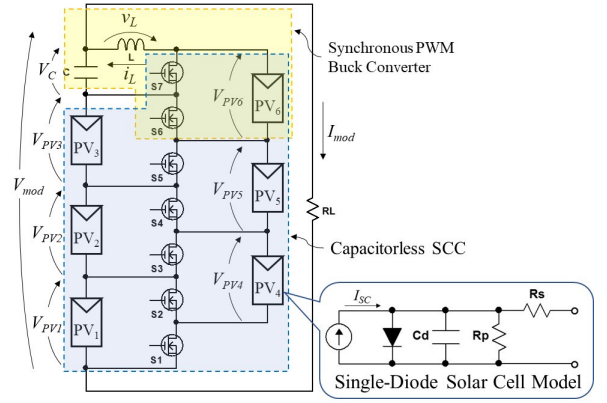 v_L
L
i_L
V_C
C
Synchronous PWM
Buck Converter
S7
S6
S5
S4
S3
S2
S1
V_PV6
PV_6
V_PV3
PV_3
V_PV5
PV_5
V_mod
V_PV2
PV_2
V_PV4
PV_4
V_PV1
PV_1
I_mod
RL
Capacitorless SCC
I_SC
Cd
Rp
Rs
Single-Diode Solar Cell Model